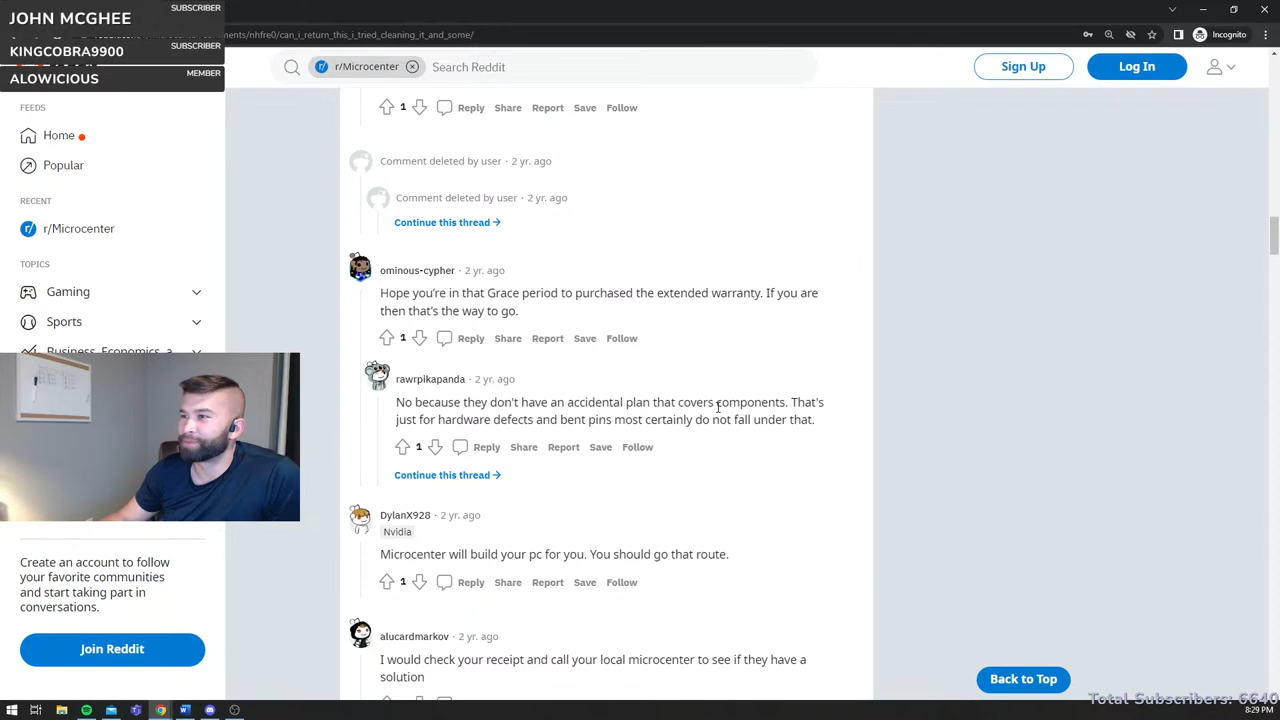 JOHN MCGHEE
SUBSCRIBER
KINGCOBRA9900
SUBSCRIBER
ALOWICIOUS
MEMBER
ents/nhfre0/can_i_return_this_i_tried_cleaning_it_and_some/
Incognito
r/Microcenter
Search Reddit
Sign Up
Log In
FEEDS
Home
Popular
RECENT
r/Microcenter
TOPICS
Gaming
Sports
Business, Economics, a
Create an account to follow
your favorite communities
and start taking part in
conversations.
Join Reddit
1 Reply Share Report Save Follow
Comment deleted by user · 2 yr. ago
Comment deleted by user · 2 yr. ago
Continue this thread →
ominous-cypher · 2 yr. ago
Hope you’re in that Grace period to purchased the extended warranty. If you are
then that’s the way to go.
1 Reply Share Report Save Follow
rawrpikapanda · 2 yr. ago
No because they don't have an accidental plan that covers components. That's
just for hardware defects and bent pins most certainly do not fall under that.
1 Reply Share Report Save Follow
Continue this thread →
DylanX928 · 2 yr. ago
Nvidia
Microcenter will build your pc for you. You should go that route.
1 Reply Share Report Save Follow
alucardmarkov · 2 yr. ago
I would check your receipt and call your local microcenter to see if they have a
solution
Back to Top
Total Subscribers: 6640
8:29 PM